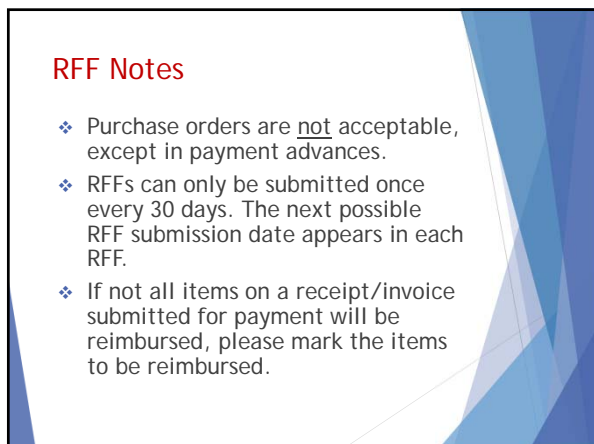 RFF Notes
❖ Purchase orders are not acceptable,
except in payment advances.
❖ RFFs can only be submitted once
every 30 days. The next possible
RFF submission date appears in each
RFF.
❖ If not all items on a receipt/invoice
submitted for payment will be
reimbursed, please mark the items
to be reimbursed.